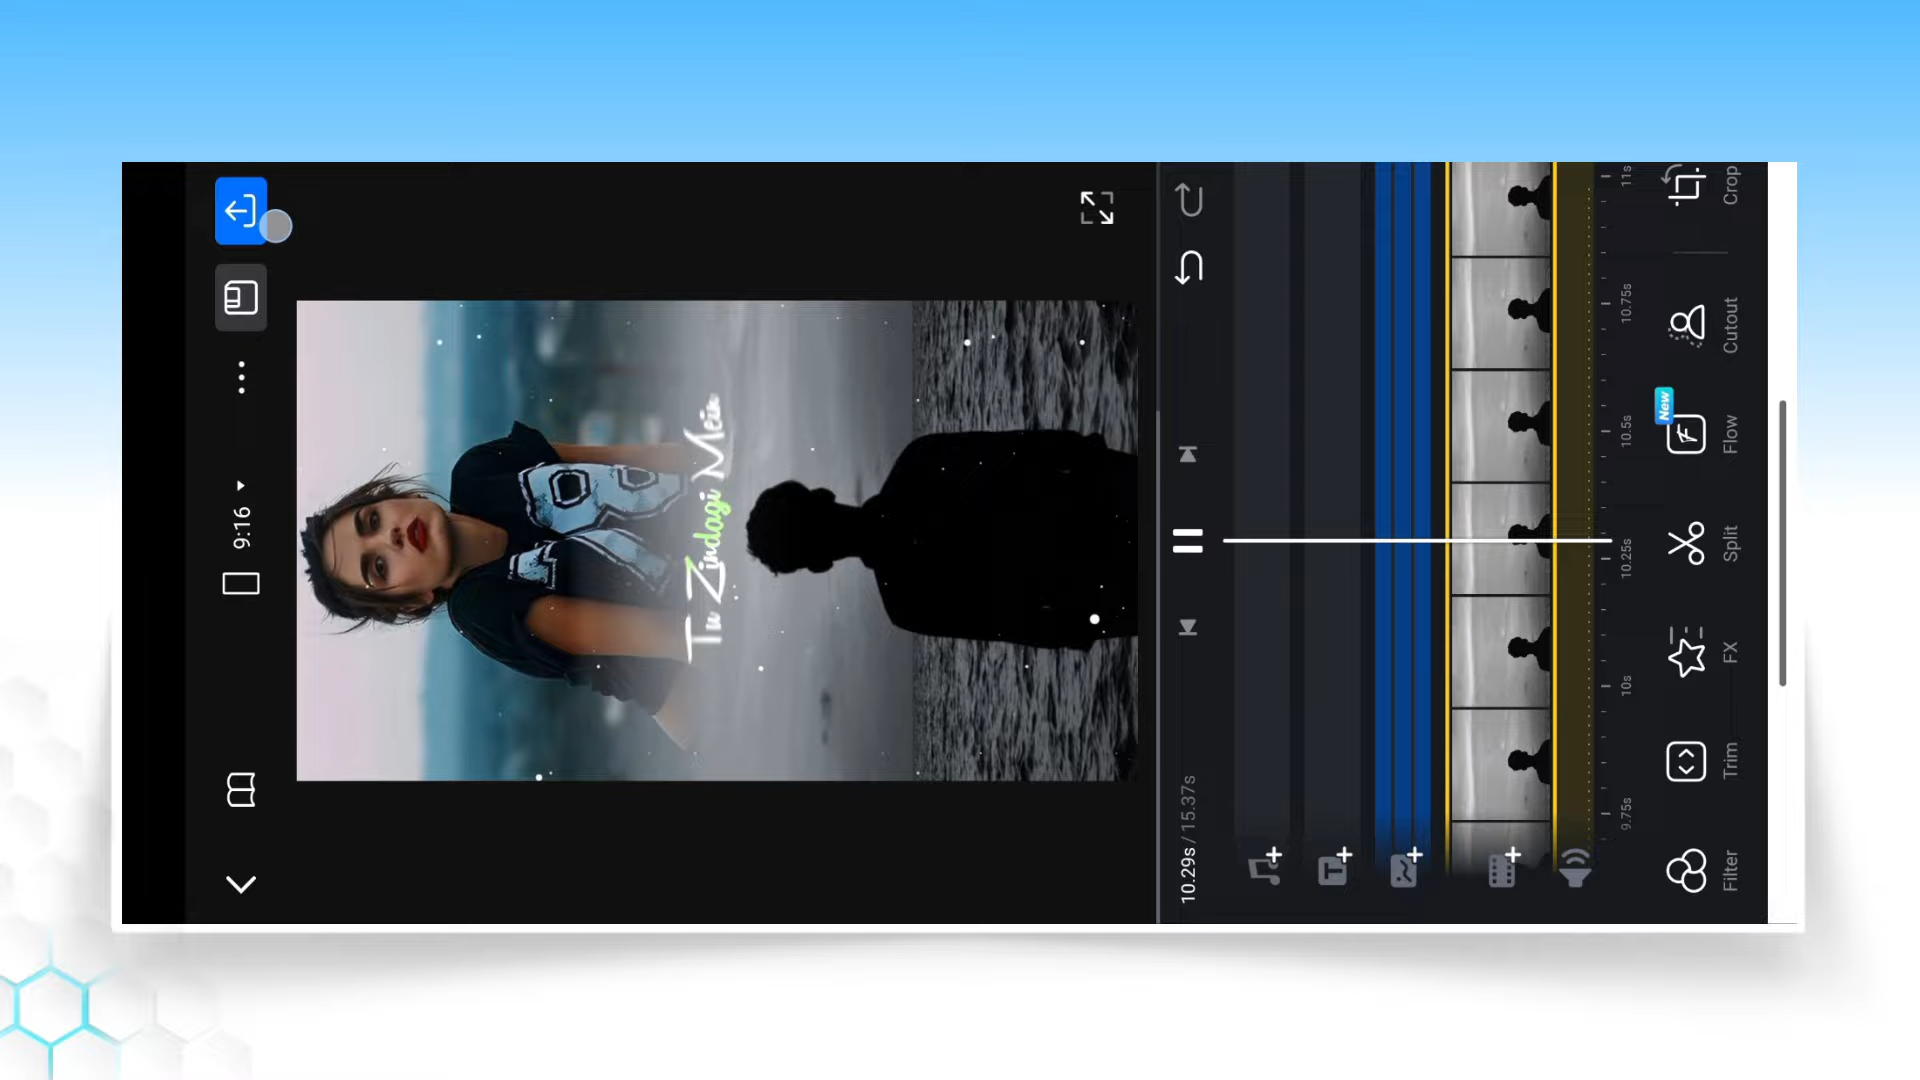 9:16
Tu Zindagi Mein
10.29s / 15.37s
9.75s
10s
10.25s
10.5s
10.75s
11s
Filter
Trim
FX
Split
Flow
New
Cutout
Crop